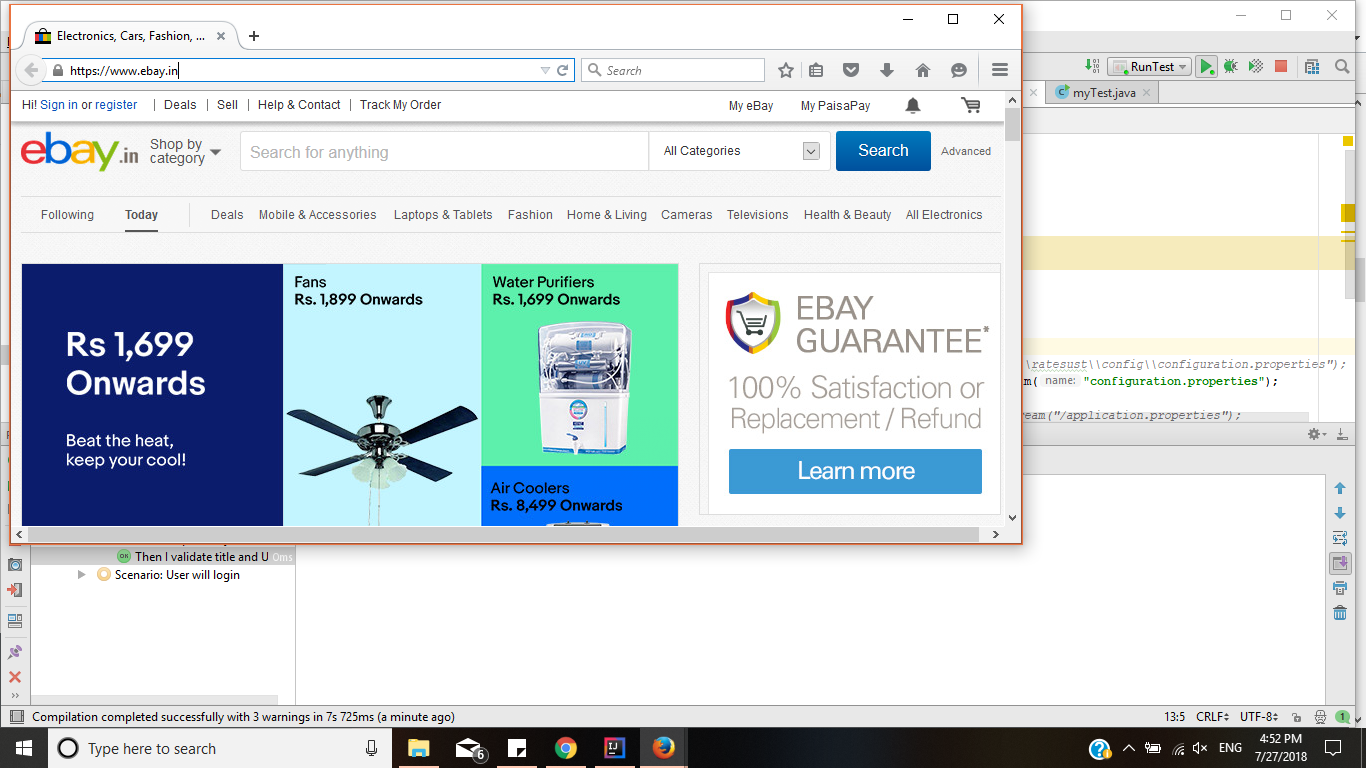 Electronics, Cars, Fashion, ...
https://www.ebay.in
Search
RunTest
myTest.java
Hi! Sign in or register | Deals | Sell | Help & Contact | Track My Order
My eBay My PaisaPay
ebay.in
Shop by
category
Search for anything
All Categories
Search
Advanced
Following Today Deals Mobile & Accessories Laptops & Tablets Fashion Home & Living Cameras Televisions Health & Beauty All Electronics
Rs 1,699
Onwards
Beat the heat,
keep your cool!
Fans
Rs. 1,899 Onwards
Water Purifiers
Rs. 1,699 Onwards
Air Coolers
Rs. 8,499 Onwards
EBAY
GUARANTEE*
100% Satisfaction or
Replacement / Refund
Learn more
\ratesust\\config\\configuration.properties");
m( name: "configuration.properties");
ream("/application.properties");
ON Then I validate title and U 0ms
Scenario: User will login
Compilation completed successfully with 3 warnings in 7s 725ms (a minute ago)
13:5 CRLF UTF-8 1
Type here to search
6
ENG
4:52 PM
7/27/2018